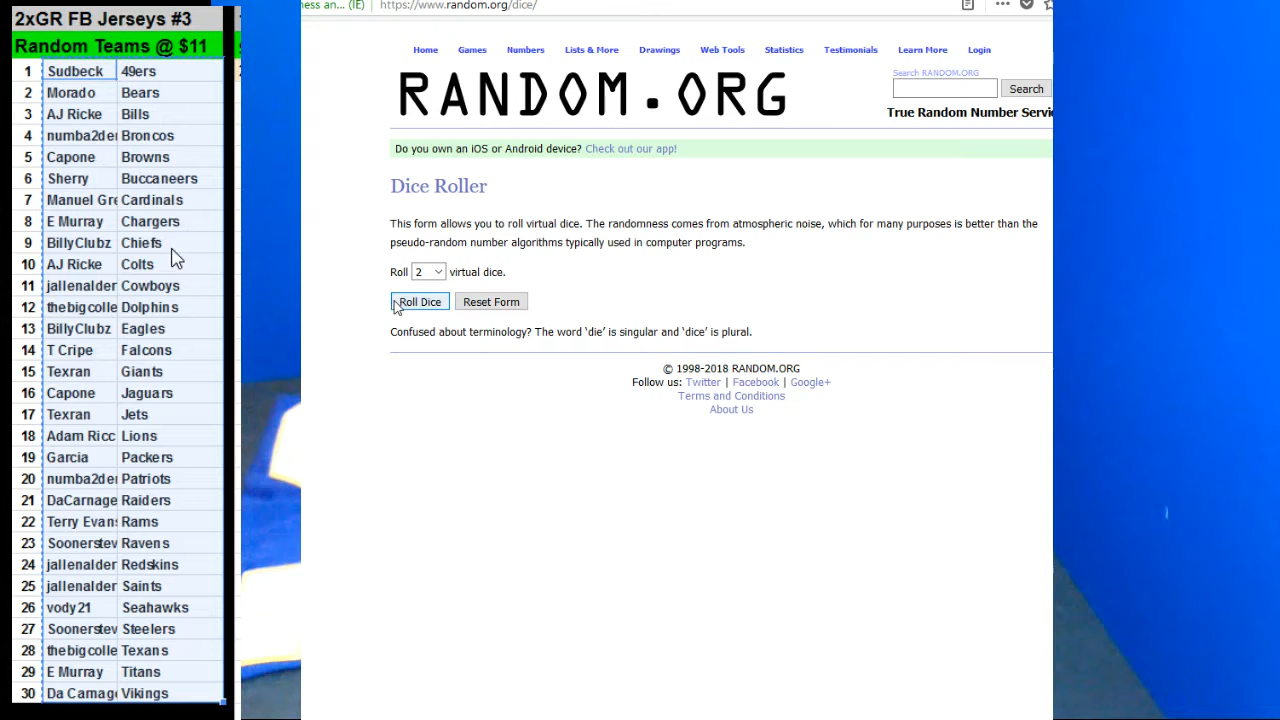 2xGR FB Jerseys #3
Random Teams @ $11
1 Sudbeck 49ers
2 Morado Bears
3 AJ Ricke Bills
4 numba2der Broncos
5 Capone Browns
6 Sherry Buccaneers
7 Manuel Gre Cardinals
8 E Murray Chargers
9 BillyClubz Chiefs
10 AJ Ricke Colts
11 jallenalder Cowboys
12 thebigcolle Dolphins
13 BillyClubz Eagles
14 T Cripe Falcons
15 Texran Giants
16 Capone Jaguars
17 Texran Jets
18 Adam Ricc Lions
19 Garcia Packers
20 numba2der Patriots
21 DaCarnage Raiders
22 Terry Evans Rams
23 Soonerstev Ravens
24 jallenalder Redskins
25 jallenalder Saints
26 vody21 Seahawks
27 Soonerstev Steelers
28 thebigcolle Texans
29 E Murray Titans
30 Da Carnage Vikings
ness an... (IE) https://www.random.org/dice/
Home Games Numbers Lists & More Drawings Web Tools Statistics Testimonials Learn More Login
RANDOM.ORG
Search RANDOM.ORG
Search
True Random Number Servi
Do you own an iOS or Android device? Check out our app!
Dice Roller
This form allows you to roll virtual dice. The randomness comes from atmospheric noise, which for many purposes is better than the
pseudo-random number algorithms typically used in computer programs.
Roll 2 virtual dice.
Roll Dice Reset Form
Confused about terminology? The word ‘die’ is singular and ‘dice’ is plural.
© 1998-2018 RANDOM.ORG
Follow us: Twitter | Facebook | Google+
Terms and Conditions
About Us